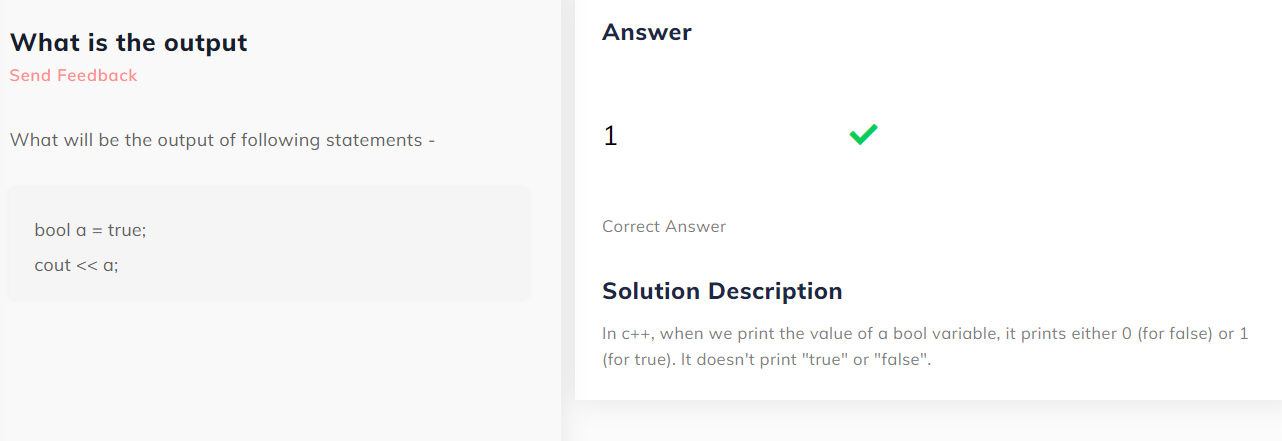 What is the output
Send Feedback
What will be the output of following statements -
bool a = true;
cout << a;
Answer
1
Correct Answer
Solution Description
In c++, when we print the value of a bool variable, it prints either 0 (for false) or 1
(for true). It doesn't print "true" or "false".